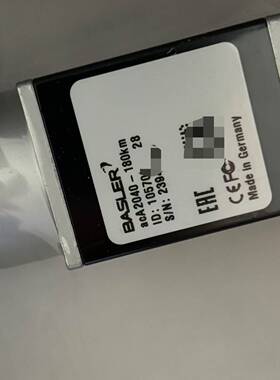 BASLER
acA2040-180km
28
ID: 10570
S/N: 239
EAC
CE FC
Made in Germany